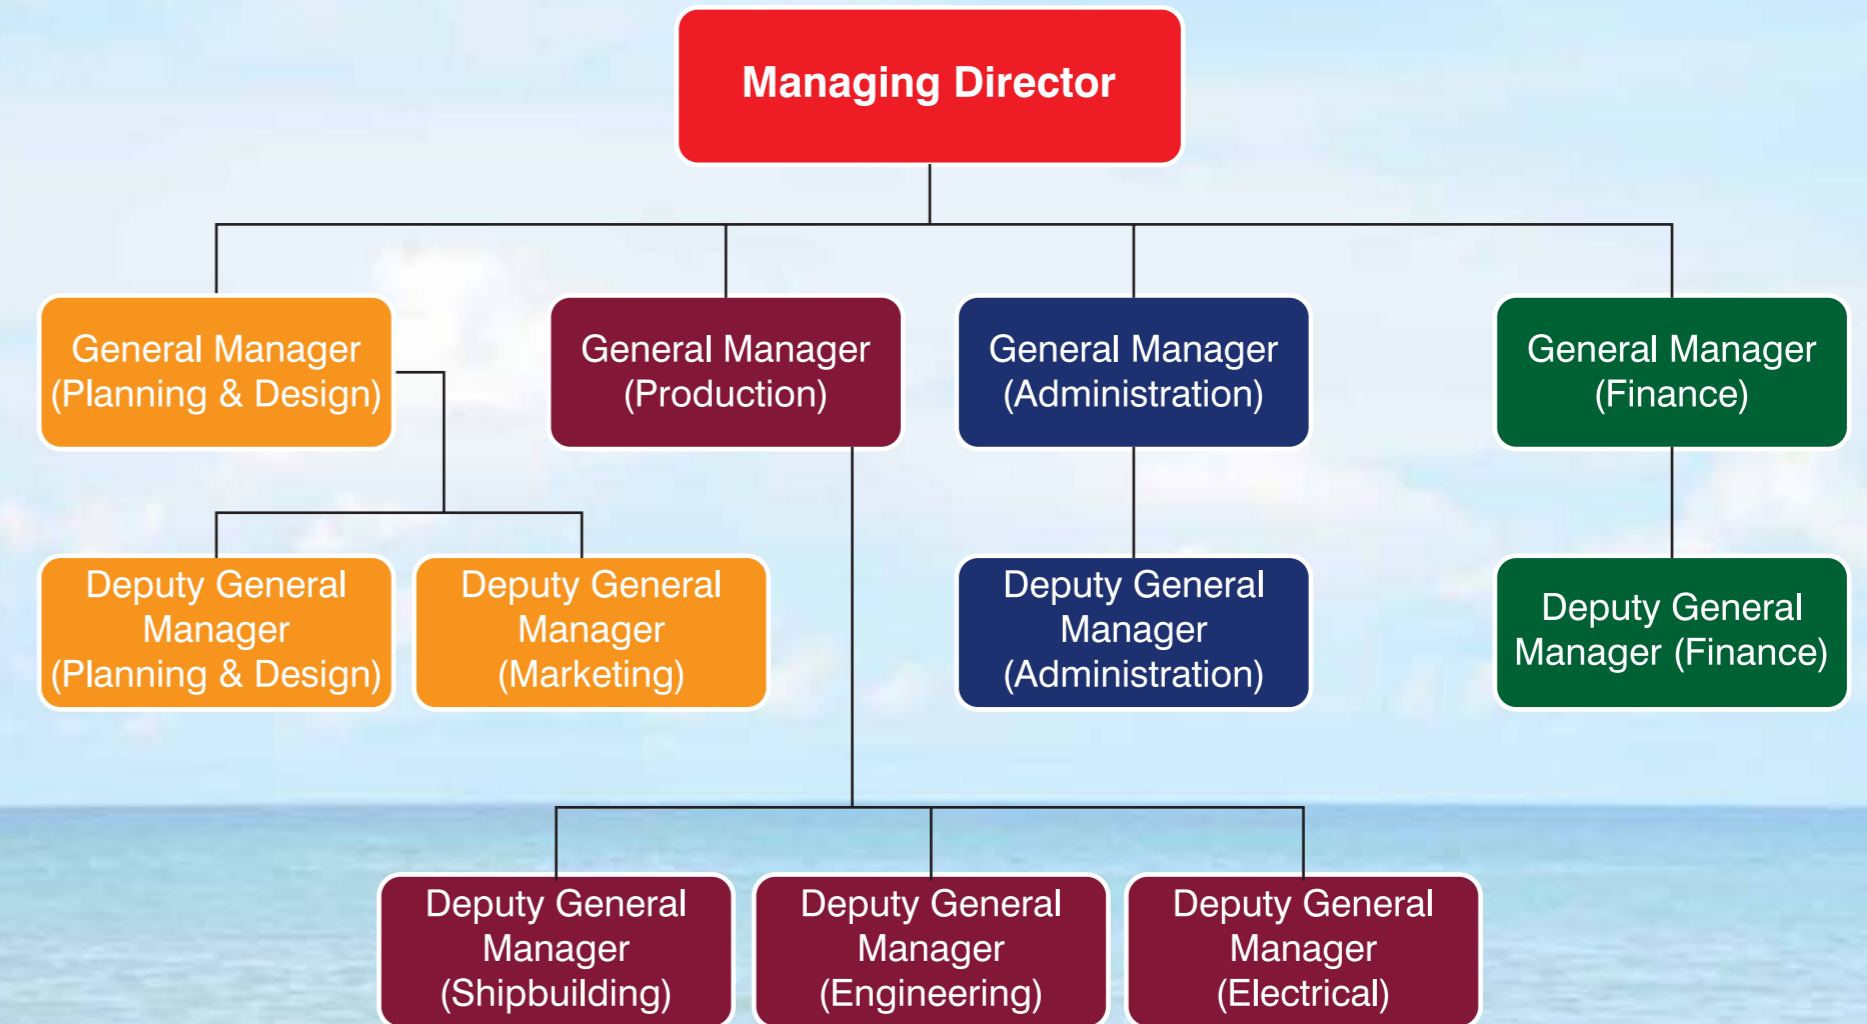 Managing Director
General Manager
(Planning & Design)
General Manager
(Production)
General Manager
(Administration)
General Manager
(Finance)
Deputy General
Manager
(Planning & Design)
Deputy General
Manager
(Marketing)
Deputy General
Manager
(Administration)
Deputy General
Manager (Finance)
Deputy General
Manager
(Shipbuilding)
Deputy General
Manager
(Engineering)
Deputy General
Manager
(Electrical)